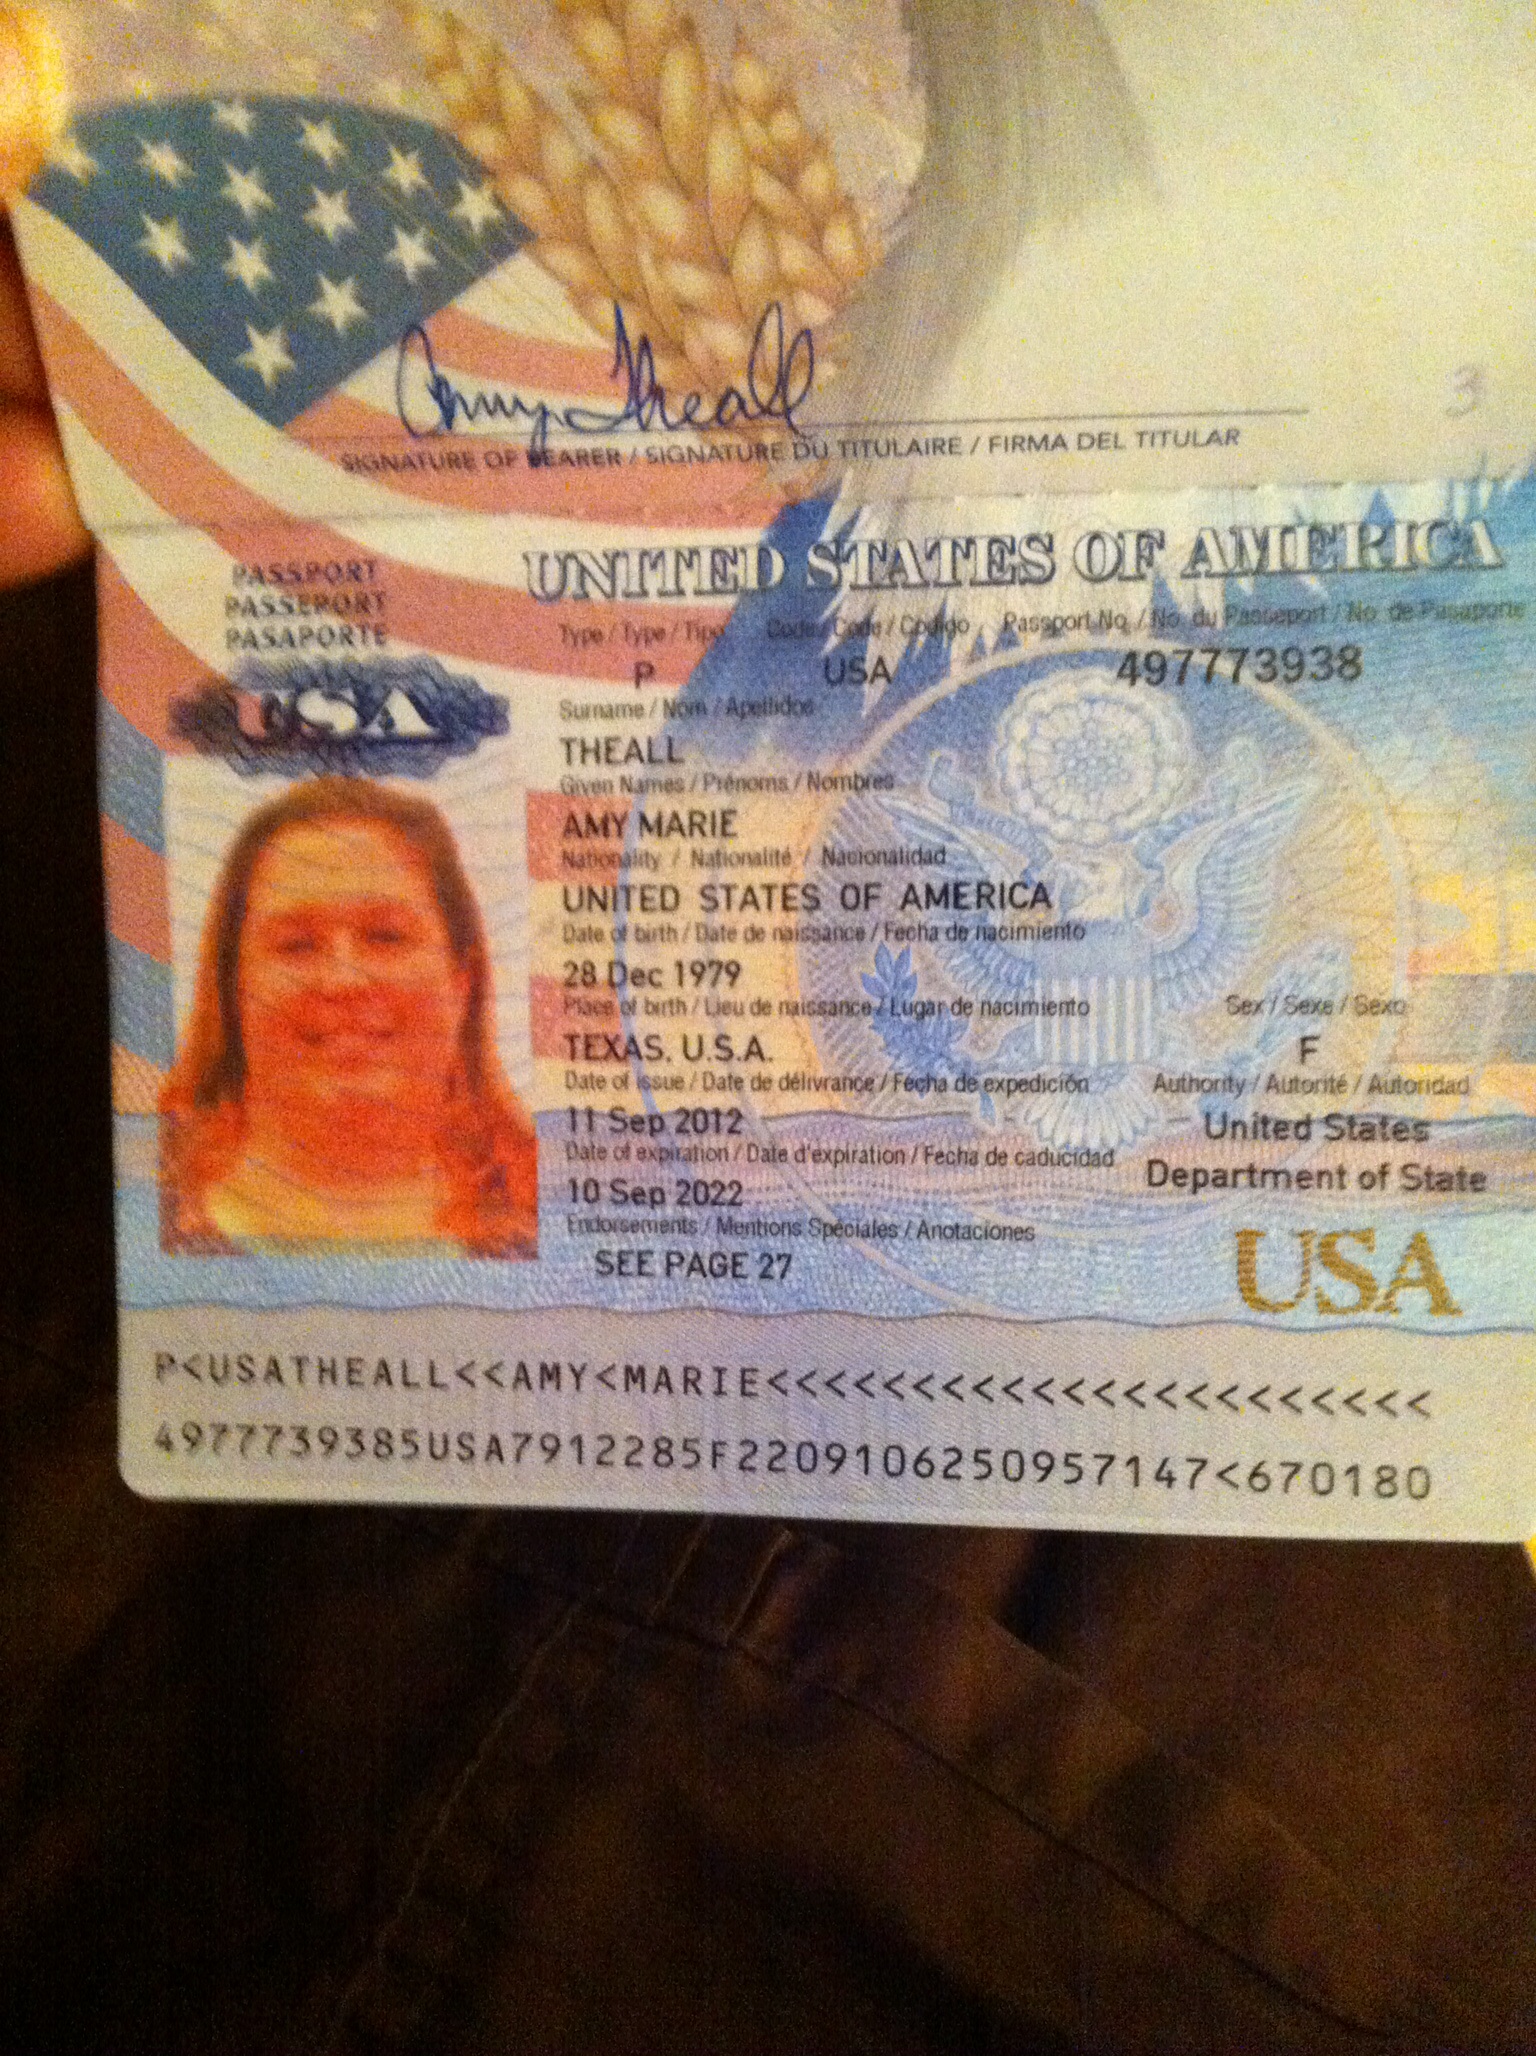 Amy Theall
3
SIGNATURE OF BEARER / SIGNATURE DU TITULAIRE / FIRMA DEL TITULAR
PASSPORT
PASSEPORT
PASAPORTE
USA
UNITED STATES OF AMERICA
Type / Type / Tipo Code / Code / Código Passport No. / No. du Passeport / No. de Pasaporte
P USA 497773938
Surname / Nom / Apellidos
THEALL
Given Names / Prénoms / Nombres
AMY MARIE
Nationality / Nationalité / Nacionalidad
UNITED STATES OF AMERICA
Date of birth / Date de naissance / Fecha de nacimiento
28 Dec 1979
Place of birth / Lieu de naissance / Lugar de nacimiento Sex / Sexe / Sexo
TEXAS, U.S.A. F
Date of issue / Date de délivrance / Fecha de expedición Authority / Autorité / Autoridad
11 Sep 2012 United States
Date of expiration / Date d'expiration / Fecha de caducidad
10 Sep 2022 Department of State
Endorsements / Mentions Spéciales / Anotaciones
SEE PAGE 27
USA
P<USATHEALL<<AMY<MARIE<<<<<<<<<<<<<<<<<<<<<<
4977739385USA7912285F2209106250957147<670180